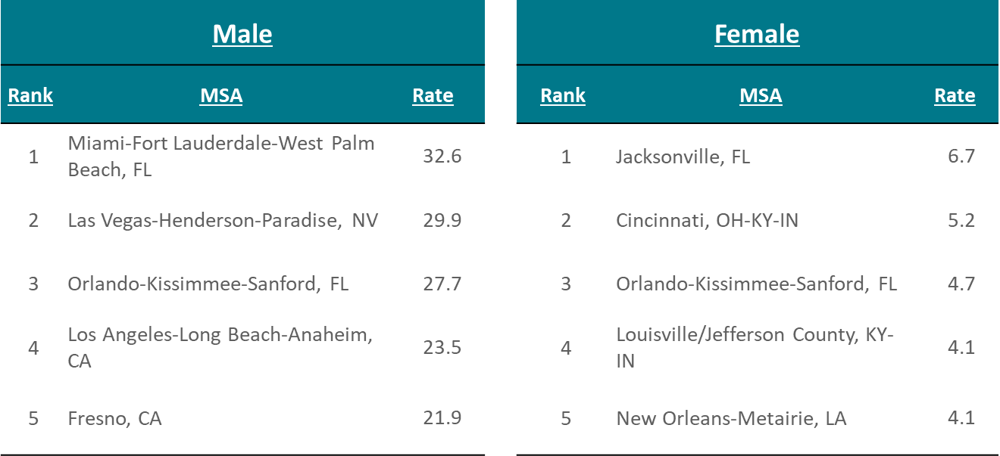 Male
Rank MSA Rate
1 Miami-Fort Lauderdale-West Palm
Beach, FL 32.6
2 Las Vegas-Henderson-Paradise, NV 29.9
3 Orlando-Kissimmee-Sanford, FL 27.7
4 Los Angeles-Long Beach-Anaheim,
CA 23.5
5 Fresno, CA 21.9
Female
Rank MSA Rate
1 Jacksonville, FL 6.7
2 Cincinnati, OH-KY-IN 5.2
3 Orlando-Kissimmee-Sanford, FL 4.7
4 Louisville/Jefferson County, KY-
IN 4.1
5 New Orleans-Metairie, LA 4.1